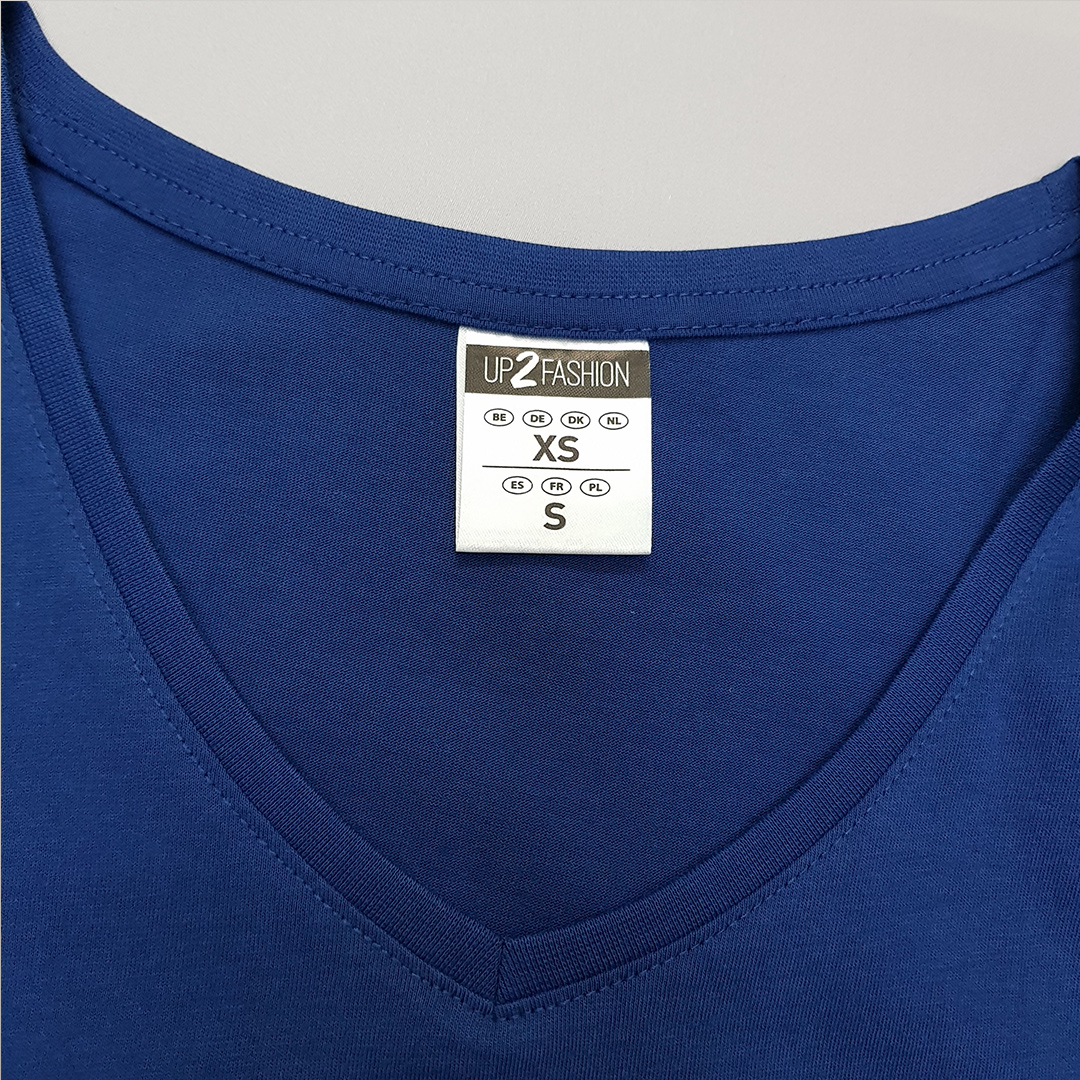 UP2FASHION
BE DE DK NL
XS
ES FR PL
S